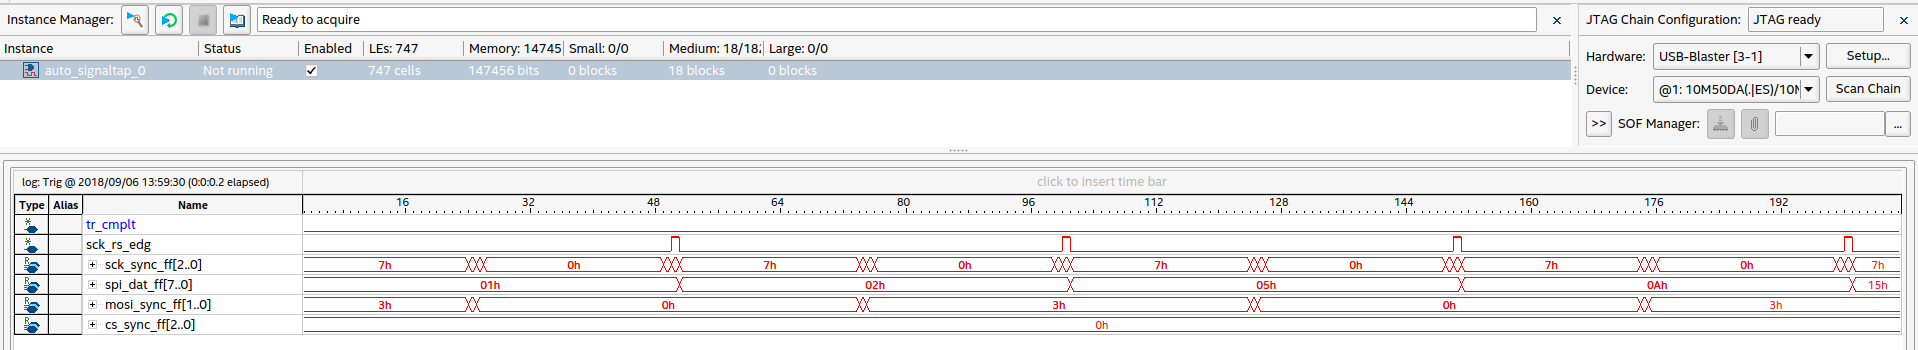 Instance Manager: Ready to acquire × JTAG Chain Configuration: JTAG ready ×
Instance Status Enabled LEs: 747 Memory: 14745 Small: 0/0 Medium: 18/18 Large: 0/0
auto_signaltap_0 Not running 747 cells 147456 bits 0 blocks 18 blocks 0 blocks
Hardware: USB-Blaster [3-1] Setup...
Device: @1: 10M50DA(.|ES)/10M Scan Chain
>> SOF Manager: ...
log: Trig @ 2018/09/06 13:59:30 (0:0:0.2 elapsed) click to insert time bar
Type Alias Name 16 32 48 64 80 96 112 128 144 160 176 192
tr_cmplt
sck_rs_edg
sck_sync_ff[2..0] 7h 0h 7h 0h 7h 0h 7h 0h 7h
spi_dat_ff[7..0] 01h 02h 05h 0Ah 15h
mosi_sync_ff[1..0] 3h 0h 3h 0h 3h
cs_sync_ff[2..0] 0h